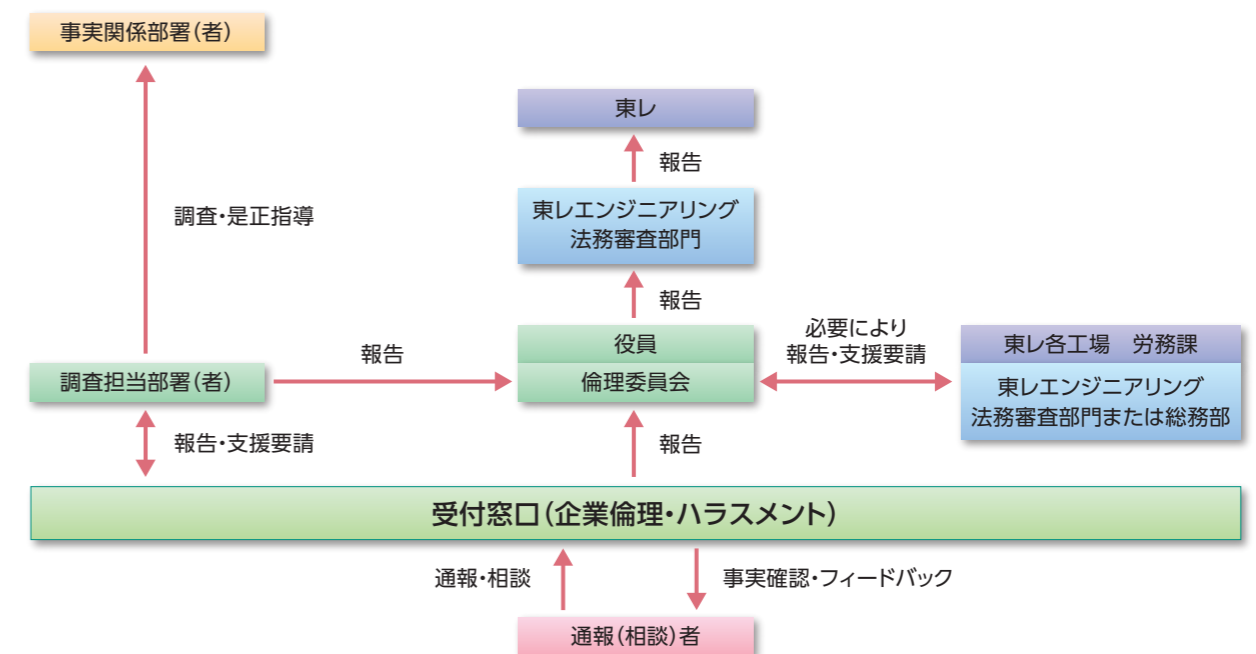 事実関係部署(者)
東レ
報告
東レエンジニアリング
法務審査部門
調査・是正指導
報告
役員
倫理委員会
必要により
報告・支援要請
東レ各工場　労務課
東レエンジニアリング
法務審査部門または総務部
調査担当部署(者)
報告
報告・支援要請
報告
受付窓口(企業倫理・ハラスメント)
通報・相談
事実確認・フィードバック
通報(相談)者